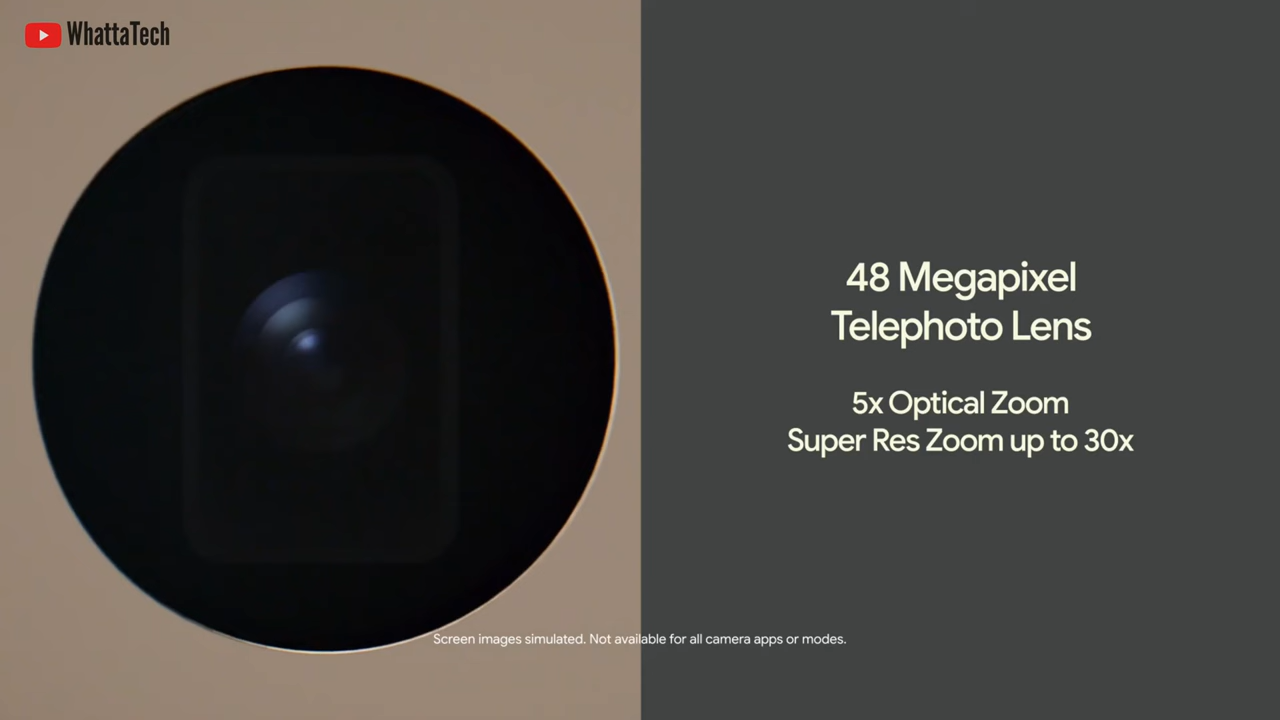 WhattaTech
48 Megapixel
Telephoto Lens
5x Optical Zoom
Super Res Zoom up to 30x
Screen images simulated. Not available for all camera apps or modes.